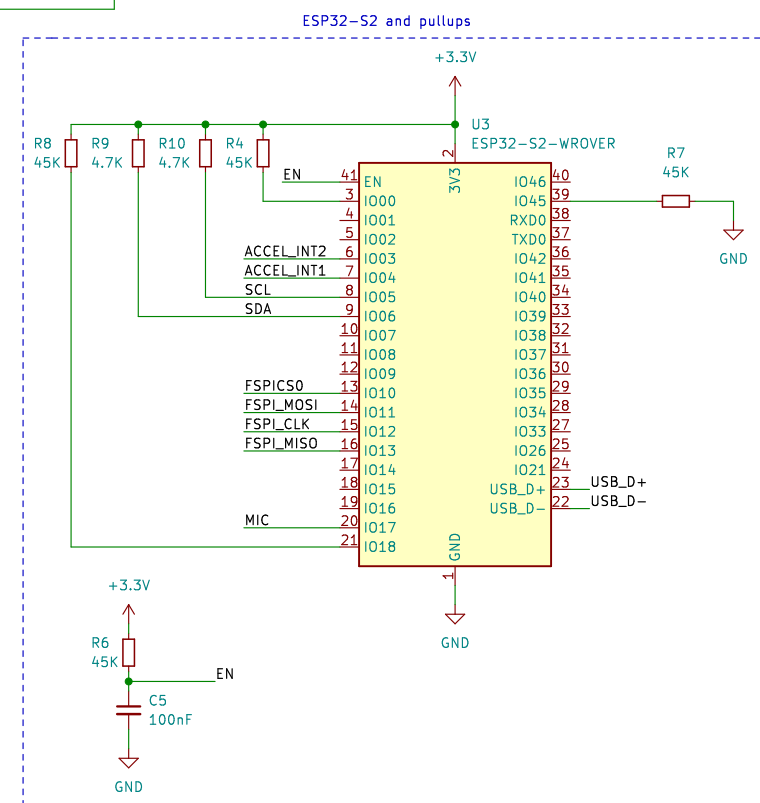 ESP32-S2 and pullups
+3.3V
U3
ESP32-S2-WROVER
R8
45K
R9
4.7K
R10
4.7K
R4
45K
R7
45K
GND
2
3V3
EN 41 EN
3 IO00
4 IO01
5 IO02
ACCEL_INT2 6 IO03
ACCEL_INT1 7 IO04
SCL 8 IO05
SDA 9 IO06
10 IO07
11 IO08
12 IO09
FSPICS0 13 IO10
FSPI_MOSI 14 IO11
FSPI_CLK 15 IO12
FSPI_MISO 16 IO13
17 IO14
18 IO15
19 IO16
MIC 20 IO17
21 IO18
IO46 40
IO45 39
RXD0 38
TXD0 37
IO42 36
IO41 35
IO40 34
IO39 33
IO38 32
IO37 31
IO36 30
IO35 29
IO34 28
IO33 27
IO26 25
IO21 24
USB_D+ 23 USB_D+
USB_D- 22 USB_D-
GND
1
GND
+3.3V
R6
45K
EN
C5
100nF
GND